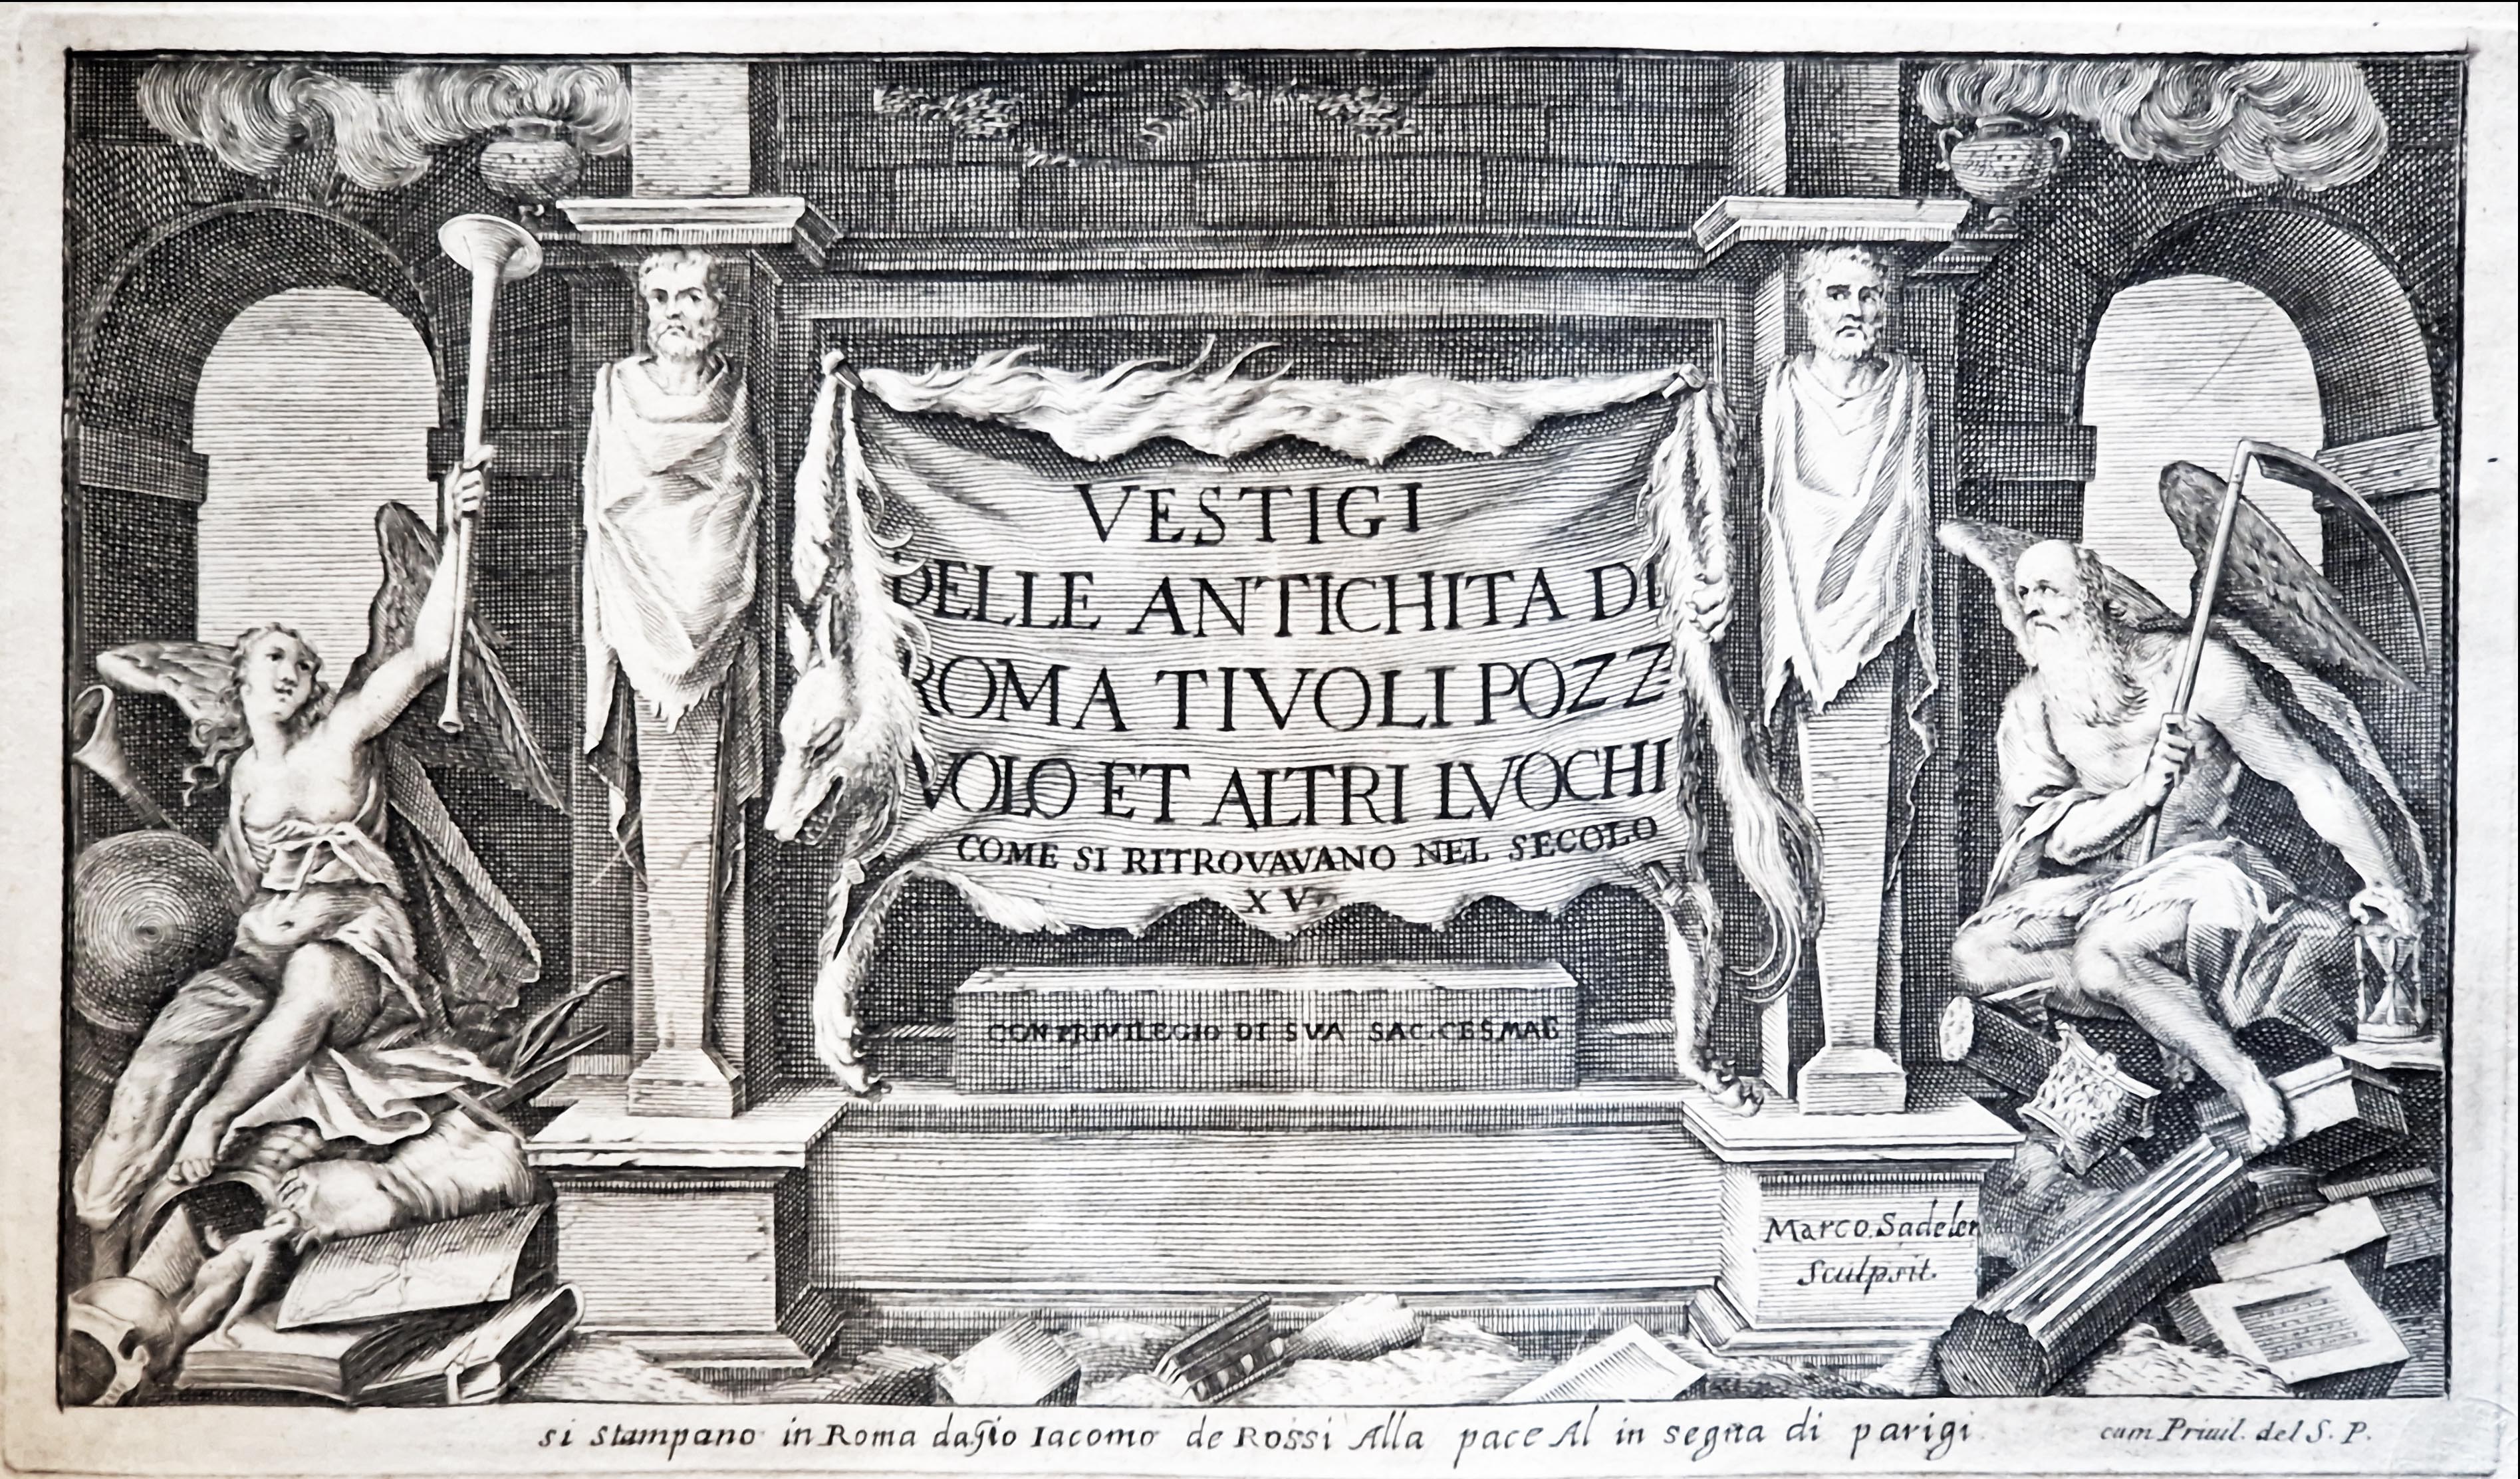 VESTIGI
DELLE ANTICHITA DI
ROMA TIVOLI POZZ
VOLO ET ALTRI LVOCHI
COME SI RITROVAVANO NEL SECOLO
XV
CON PRIVILEGIO DI SVA SAC. CES. MAE
Marco. Sadeler
Sculpsit.
si stampano in Roma da Gio Iacomo de Rossi Alla pace Al in segna di parigi cum Priuil. del S. P.